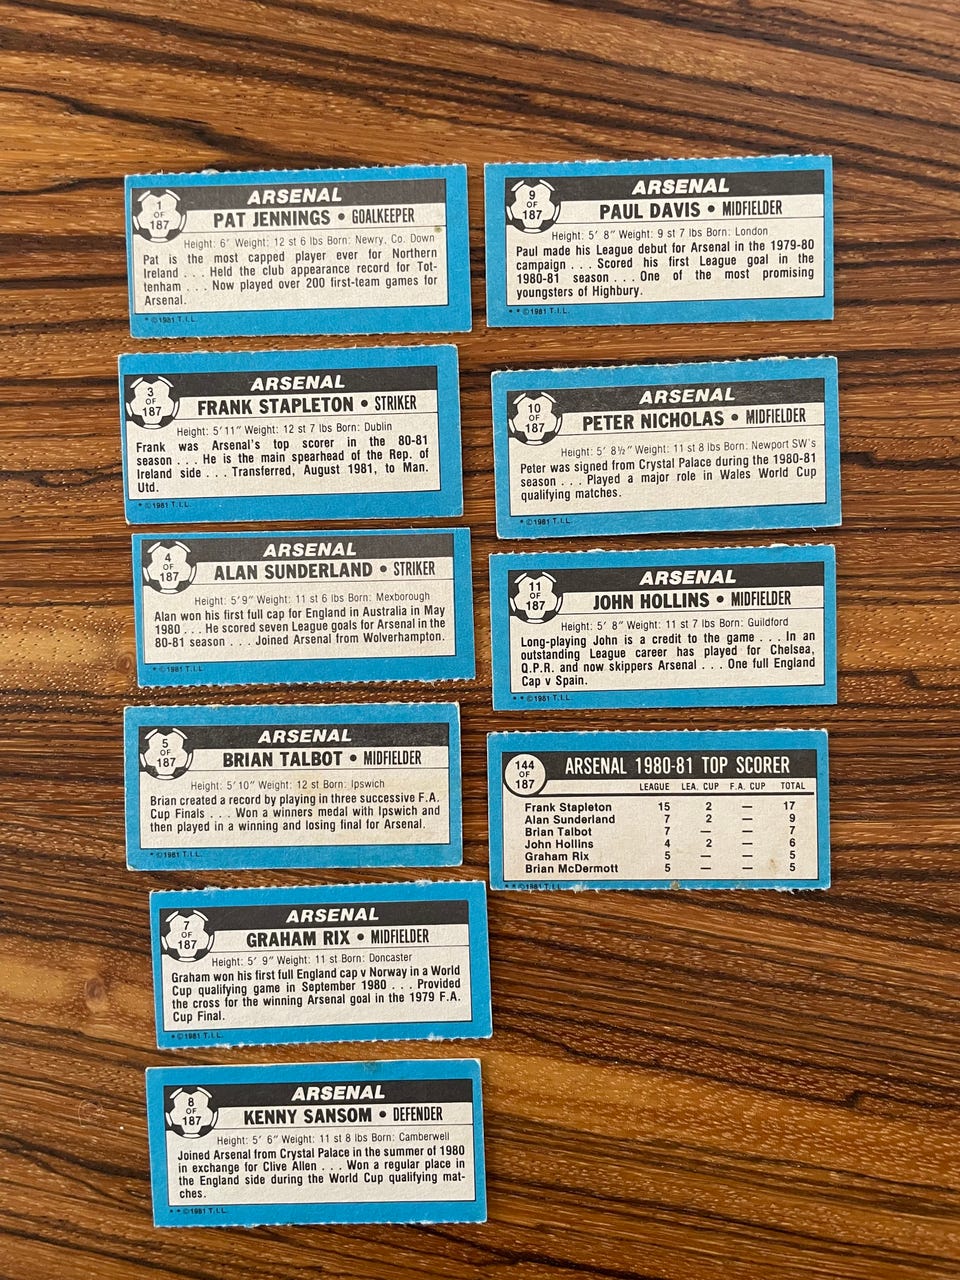 1
OF
187
ARSENAL
PAT JENNINGS • GOALKEEPER
Height: 6' Weight: 12 st 6 lbs Born: Newry. Co. Down
Pat is the most capped player ever for Northern
Ireland . . . Held the club appearance record for Tot-
tenham . . . Now played over 200 first-team games for
Arsenal.
* ©1981 T.I.L.
3
OF
187
ARSENAL
FRANK STAPLETON • STRIKER
Height: 5'11" Weight: 12 st 7 lbs Born: Dublin
Frank was Arsenal's top scorer in the 80-81
season . . . He is the main spearhead of the Rep. of
Ireland side . . . Transferred, August 1981, to Man.
Utd.
* ©1981 T.I.L.
4
OF
187
ARSENAL
ALAN SUNDERLAND • STRIKER
Height: 5'9" Weight: 11 st 6 lbs Born: Mexborough
Alan won his first full cap for England in Australia in May
1980 . . . He scored seven League goals for Arsenal in the
80-81 season . . . Joined Arsenal from Wolverhampton.
* ©1981 T.I.L.
5
OF
187
ARSENAL
BRIAN TALBOT • MIDFIELDER
Height: 5'10" Weight: 12 st Born: Ipswich
Brian created a record by playing in three successive F.A.
Cup Finals . . . Won a winners medal with Ipswich and
then played in a winning and losing final for Arsenal.
* ©1981 T.I.L.
7
OF
187
ARSENAL
GRAHAM RIX • MIDFIELDER
Height: 5' 9" Weight: 11 st Born: Doncaster
Graham won his first full England cap v Norway in a World
Cup qualifying game in September 1980 . . . Provided
the cross for the winning Arsenal goal in the 1979 F.A.
Cup Final.
* ©1981 T.I.L.
8
OF
187
ARSENAL
KENNY SANSOM • DEFENDER
Height: 5' 6" Weight: 11 st 8 lbs Born: Camberwell
Joined Arsenal from Crystal Palace in the summer of 1980
in exchange for Clive Allen . . . Won a regular place in
the England side during the World Cup qualifying mat-
ches.
* * ©1981 T.I.L.
9
OF
187
ARSENAL
PAUL DAVIS • MIDFIELDER
Height: 5' 8" Weight: 9 st 7 lbs Born: London
Paul made his League debut for Arsenal in the 1979-80
campaign . . . Scored his first League goal in the
1980-81 season . . . One of the most promising
youngsters of Highbury.
* * ©1981 T.I.L.
10
OF
187
ARSENAL
PETER NICHOLAS • MIDFIELDER
Height: 5' 8½" Weight: 11 st 8 lbs Born: Newport SW's
Peter was signed from Crystal Palace during the 1980-81
season . . . Played a major role in Wales World Cup
qualifying matches.
* ©1981 T.I.L.
11
OF
187
ARSENAL
JOHN HOLLINS • MIDFIELDER
Height: 5' 8" Weight: 11 st 7 lbs Born: Guildford
Long-playing John is a credit to the game . . . In an
outstanding League career has played for Chelsea,
Q.P.R. and now skippers Arsenal . . . One full England
Cap v Spain.
* * ©1981 T.I.L.
144
OF
187
ARSENAL 1980-81 TOP SCORER
LEAGUE LEA. CUP F.A. CUP TOTAL
Frank Stapleton 15 2 — 17
Alan Sunderland 7 2 — 9
Brian Talbot 7 — — 7
John Hollins 4 2 — 6
Graham Rix 5 — — 5
Brian McDermott 5 — — 5
* * ©1981 T.I.L.